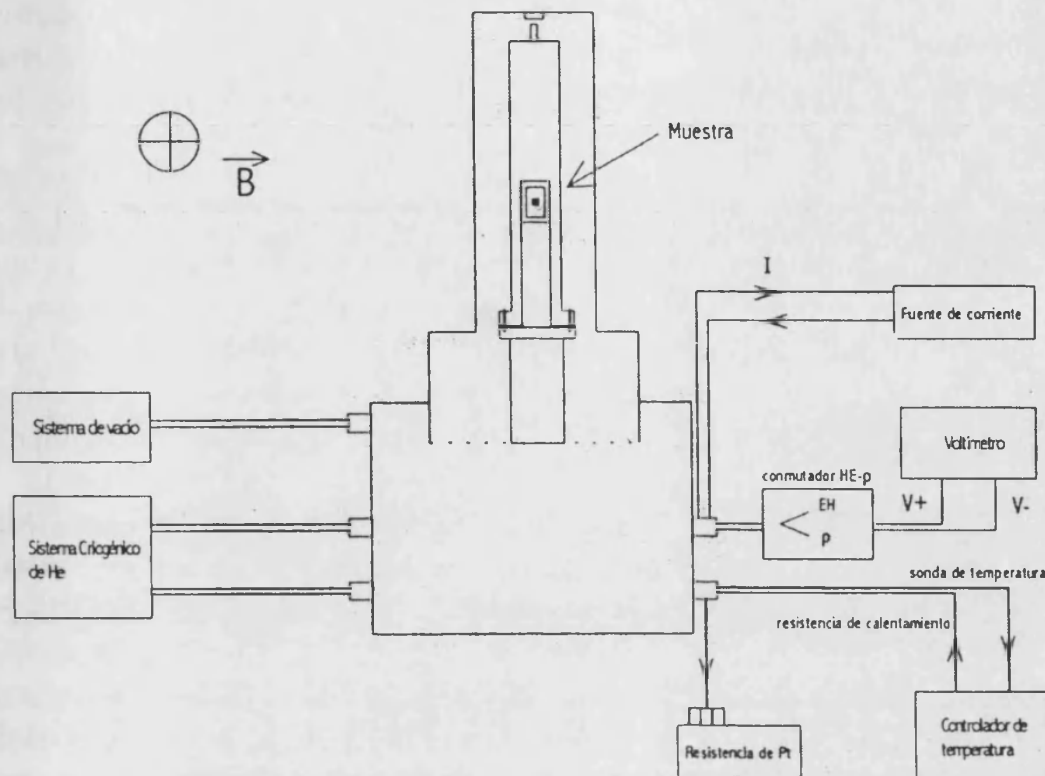 Muestra
B
I
Fuente de corriente
Sistema de vacío
Voltímetro
conmutador HE-ρ
EH
ρ
V+
V-
Sistema Criogénico
de He
sonda de temperatura
resistencia de calentamiento
Resistencia de Pt
Controlador de
temperatura